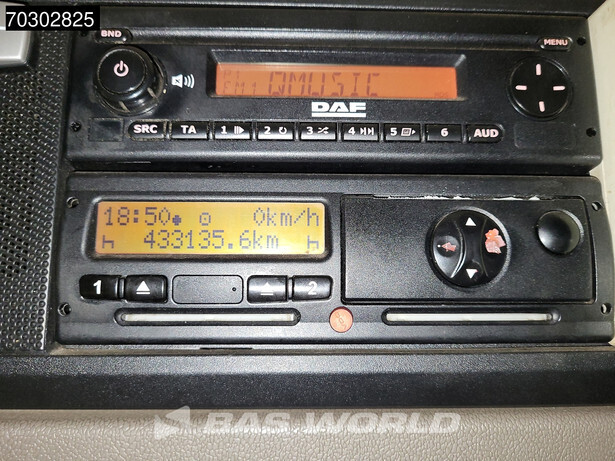 70302825
BND
MENU
FM1 QMUSIC
DAF
SRC TA 1 2 3 4 5 6 AUD
18:50 0km/h
433135.6km
1 2
BAS WORLD